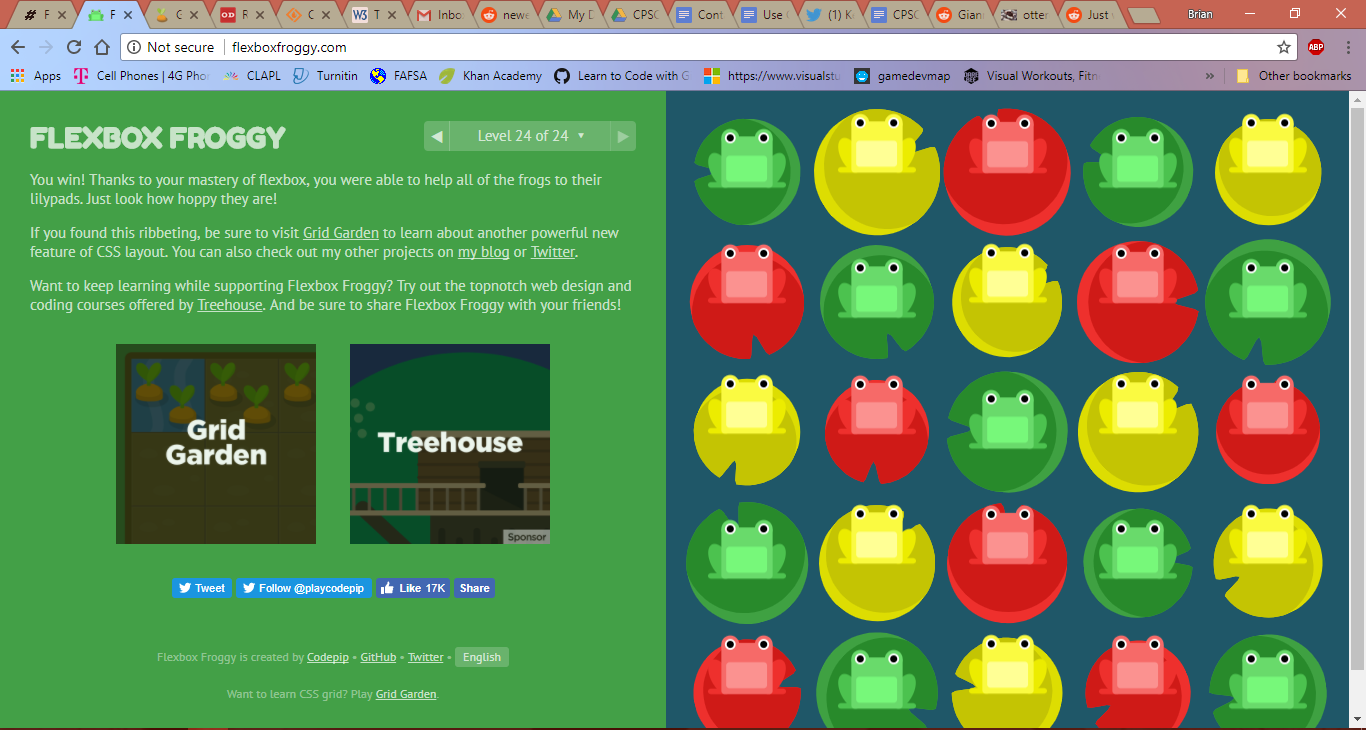 # F
F
G
R
C
W3 T
Inbo
newe
My D
CPSC
Cont
Use
(1)
CPSC
Gian
otter
Just
Brian
Not secure flexboxfroggy.com ABP
Apps Cell Phones | 4G Phor CLAPL Turnitin FAFSA Khan Academy Learn to Code with G https://www.visualstu gamedevmap Visual Workouts, Fitn » Other bookmarks
FLEXBOX FROGGY
◀ Level 24 of 24 ▼ ▶
You win! Thanks to your mastery of flexbox, you were able to help all of the frogs to their
lilypads. Just look how hoppy they are!
If you found this ribbeting, be sure to visit Grid Garden to learn about another powerful new
feature of CSS layout. You can also check out my other projects on my blog or Twitter.
Want to keep learning while supporting Flexbox Froggy? Try out the topnotch web design and
coding courses offered by Treehouse. And be sure to share Flexbox Froggy with your friends!
Grid
Garden
Treehouse
Sponsor
Tweet Follow @playcodepip Like 17K Share
Flexbox Froggy is created by Codepip • GitHub • Twitter • English
Want to learn CSS grid? Play Grid Garden.